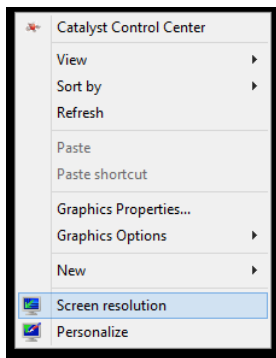 Catalyst Control Center
View
Sort by
Refresh
Paste
Paste shortcut
Graphics Properties...
Graphics Options
New
Screen resolution
Personalize